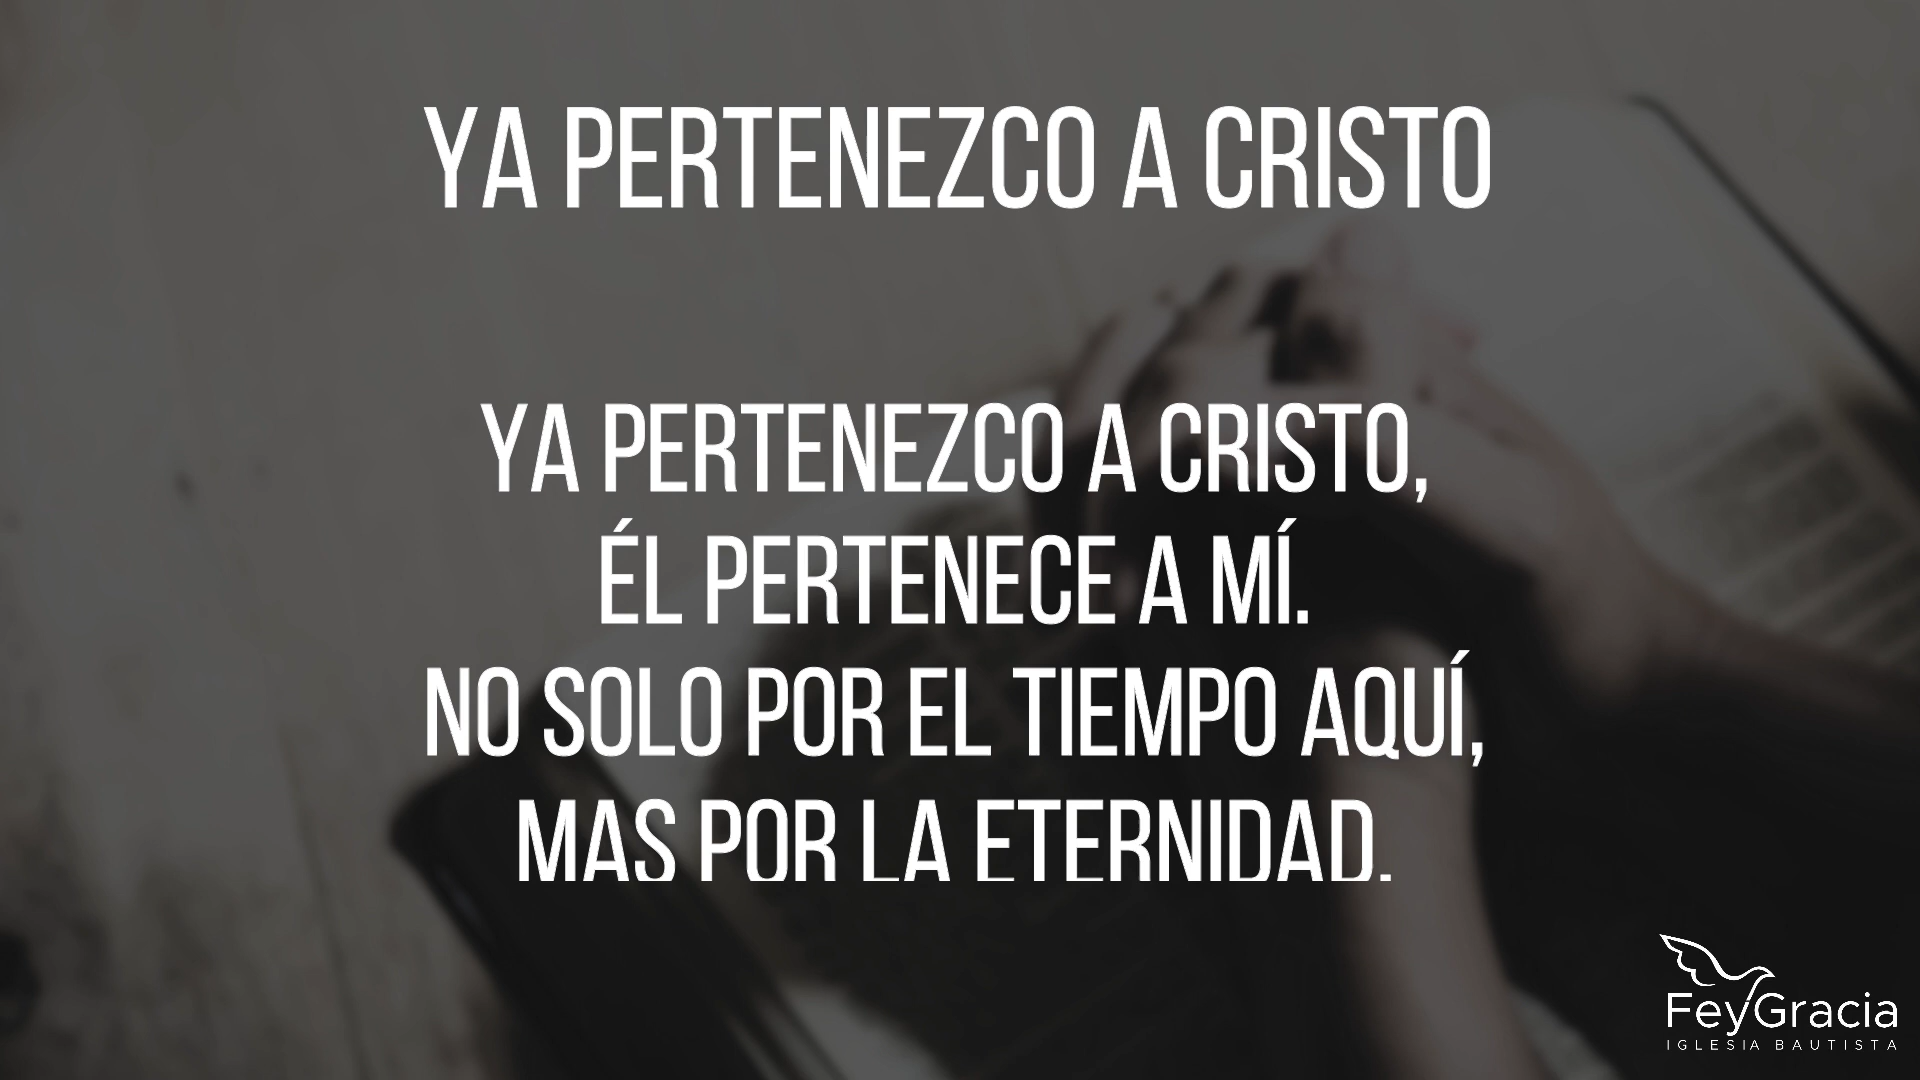 YA PERTENEZCO A CRISTO
YA PERTENEZCO A CRISTO,
ÉL PERTENECE A MÍ.
NO SOLO POR EL TIEMPO AQUÍ,
MAS POR LA ETERNIDAD.
FeyGracia
IGLESIA BAUTISTA